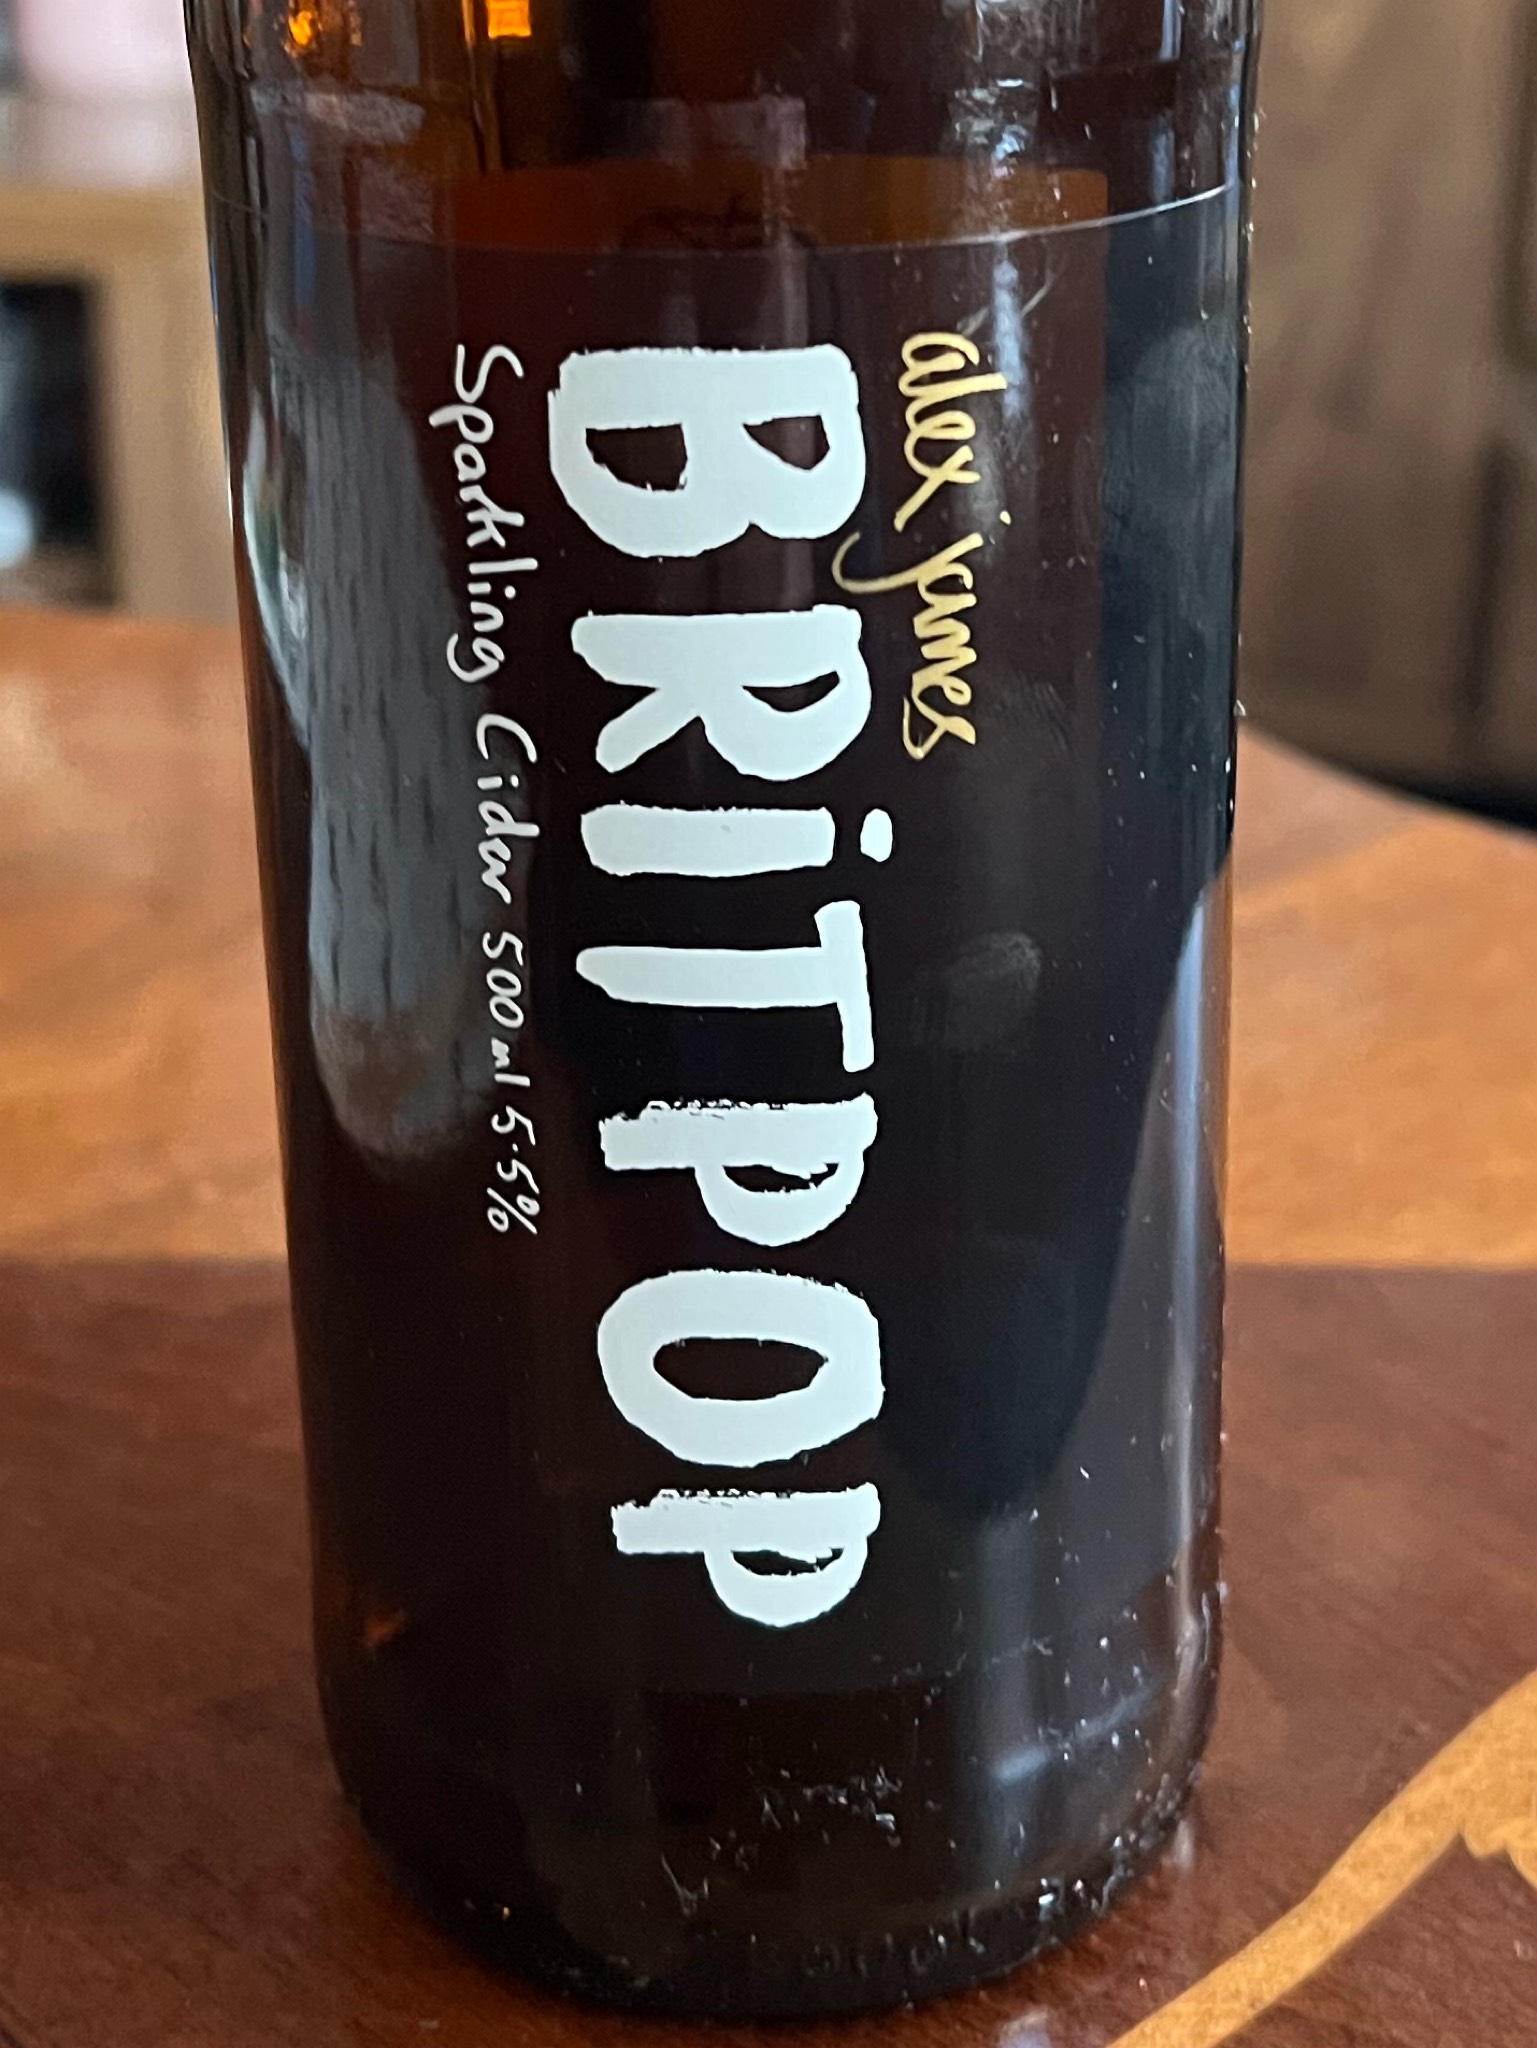 alex james
BRiTPOP
Sparkling Cider 500ml 5.5%